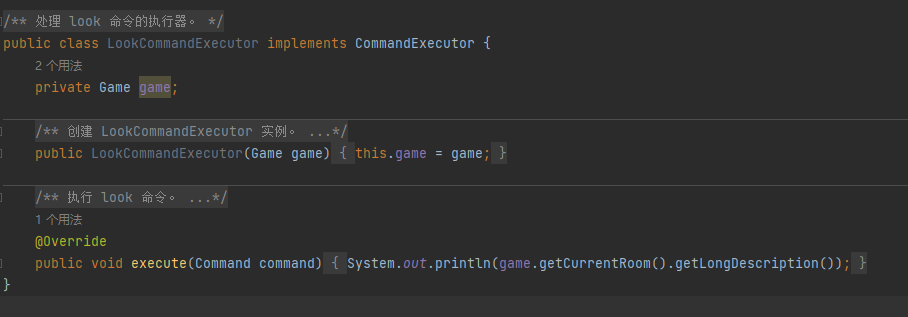 /** 处理 look 命令的执行器。 */
public class LookCommandExecutor implements CommandExecutor {
2 个用法
private Game game;
/** 创建 LookCommandExecutor 实例。 ...*/
public LookCommandExecutor(Game game) { this.game = game; }
/** 执行 look 命令。 ...*/
1 个用法
@Override
public void execute(Command command) { System.out.println(game.getCurrentRoom().getLongDescription()); }
}